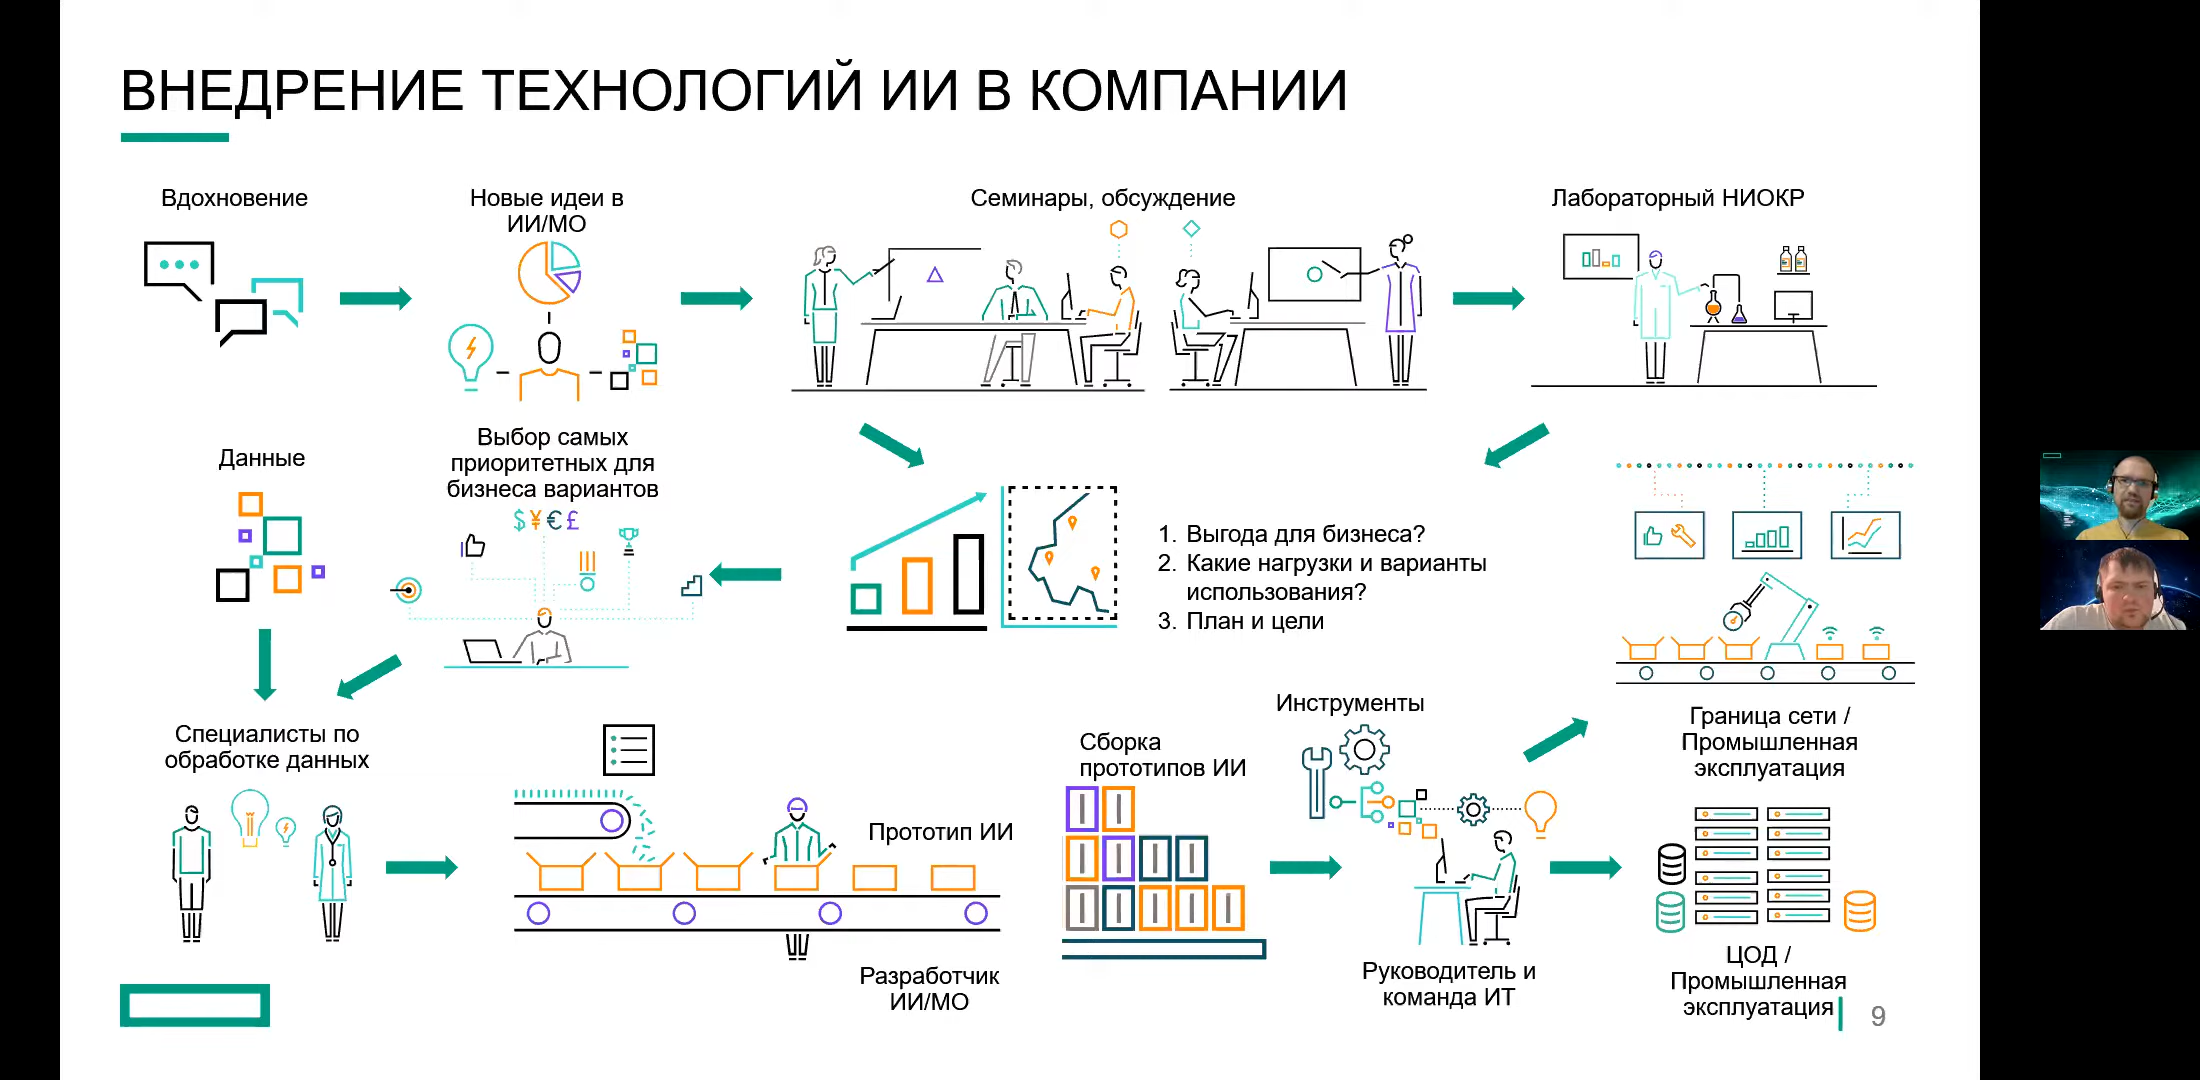 ВНЕДРЕНИЕ ТЕХНОЛОГИЙ ИИ В КОМПАНИИ
Вдохновение
Новые идеи в
ИИ/МО
Семинары, обсуждение
Лабораторный НИОКР
Данные
Выбор самых
приоритетных для
бизнеса вариантов
$ ¥ € £
1. Выгода для бизнеса?
2. Какие нагрузки и варианты
использования?
3. План и цели
Специалисты по
обработке данных
Прототип ИИ
Разработчик
ИИ/МО
Сборка
прототипов ИИ
Инструменты
Руководитель и
команда ИТ
Граница сети /
Промышленная
эксплуатация
ЦОД /
Промышленная
эксплуатация
9